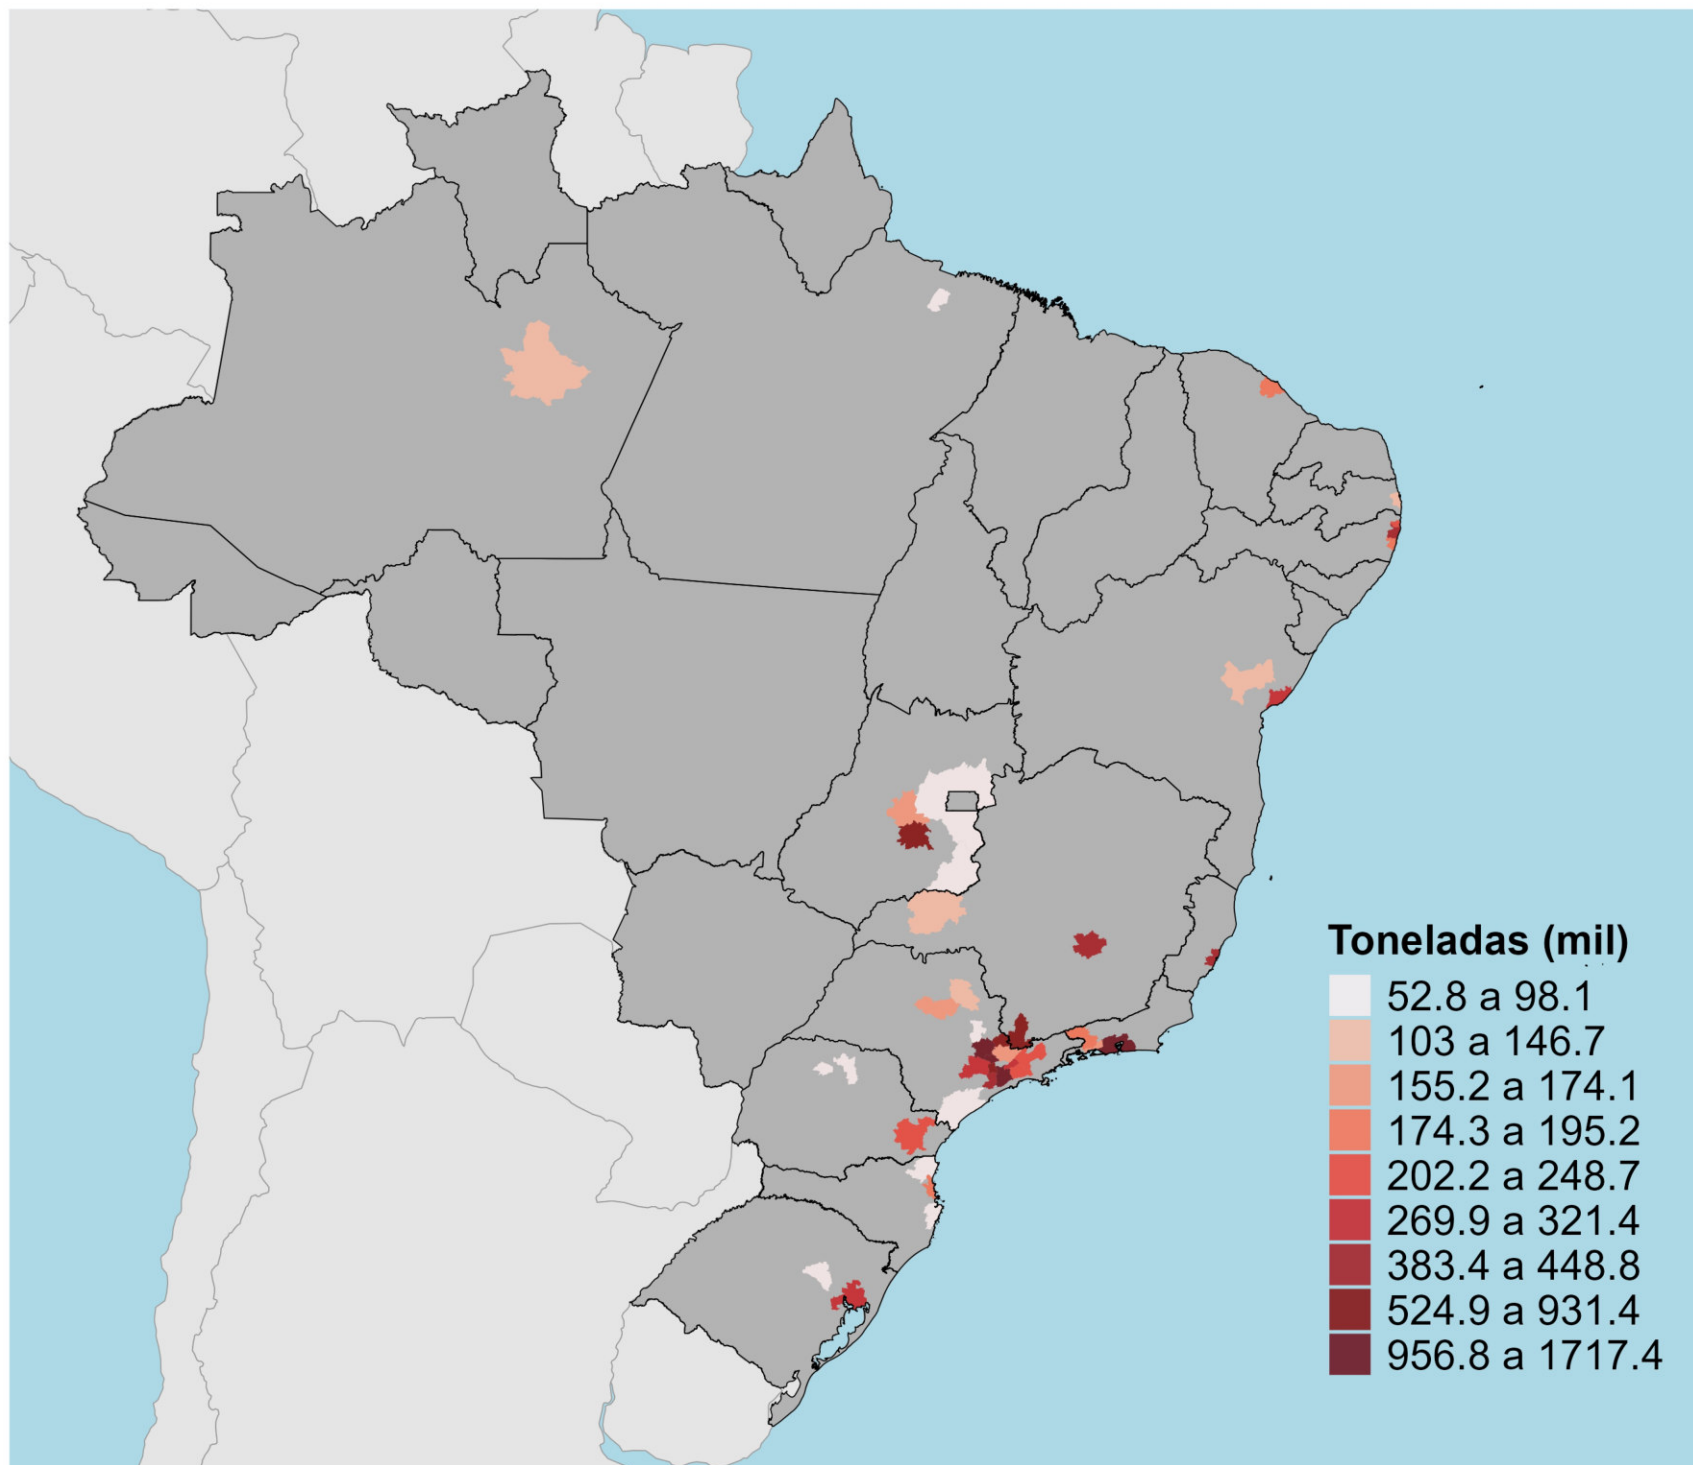 Toneladas (mil)
52.8 a 98.1
103 a 146.7
155.2 a 174.1
174.3 a 195.2
202.2 a 248.7
269.9 a 321.4
383.4 a 448.8
524.9 a 931.4
956.8 a 1717.4